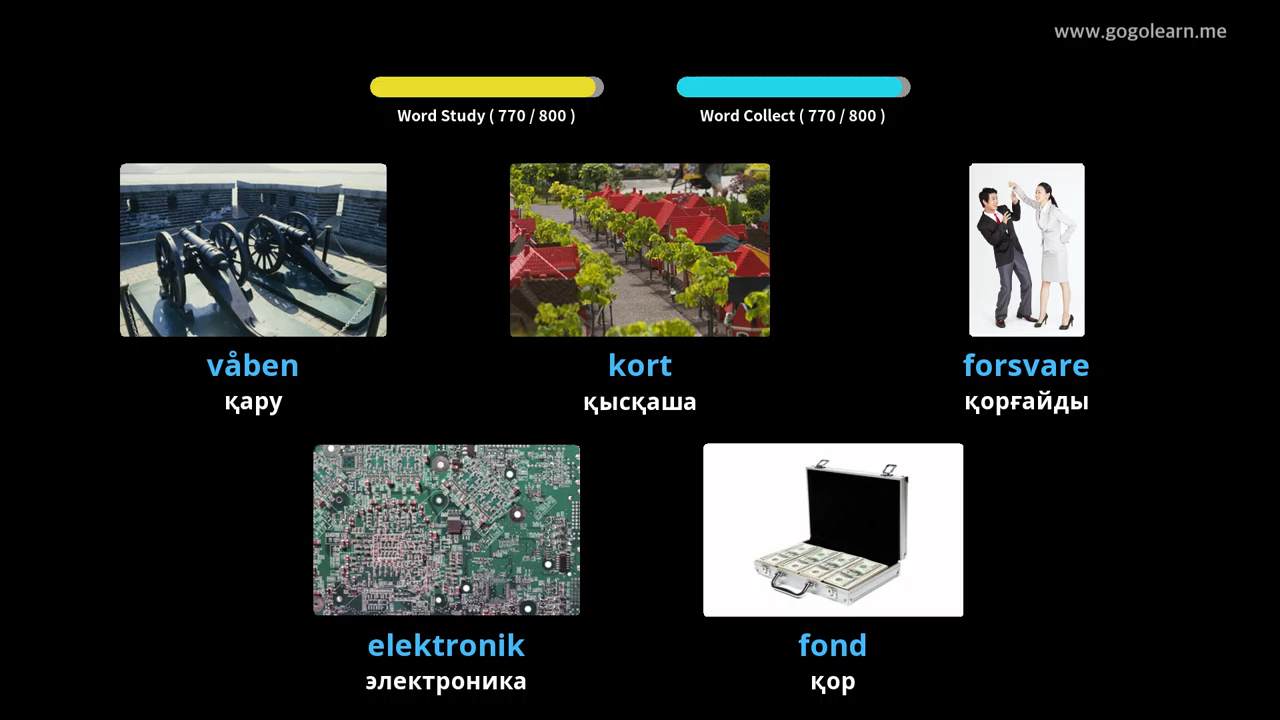 www.gogolearn.me
Word Study ( 770 / 800 )
Word Collect ( 770 / 800 )
våben
kort
forsvare
қару
қысқаша
қорғайды
elektronik
fond
электроника
қор